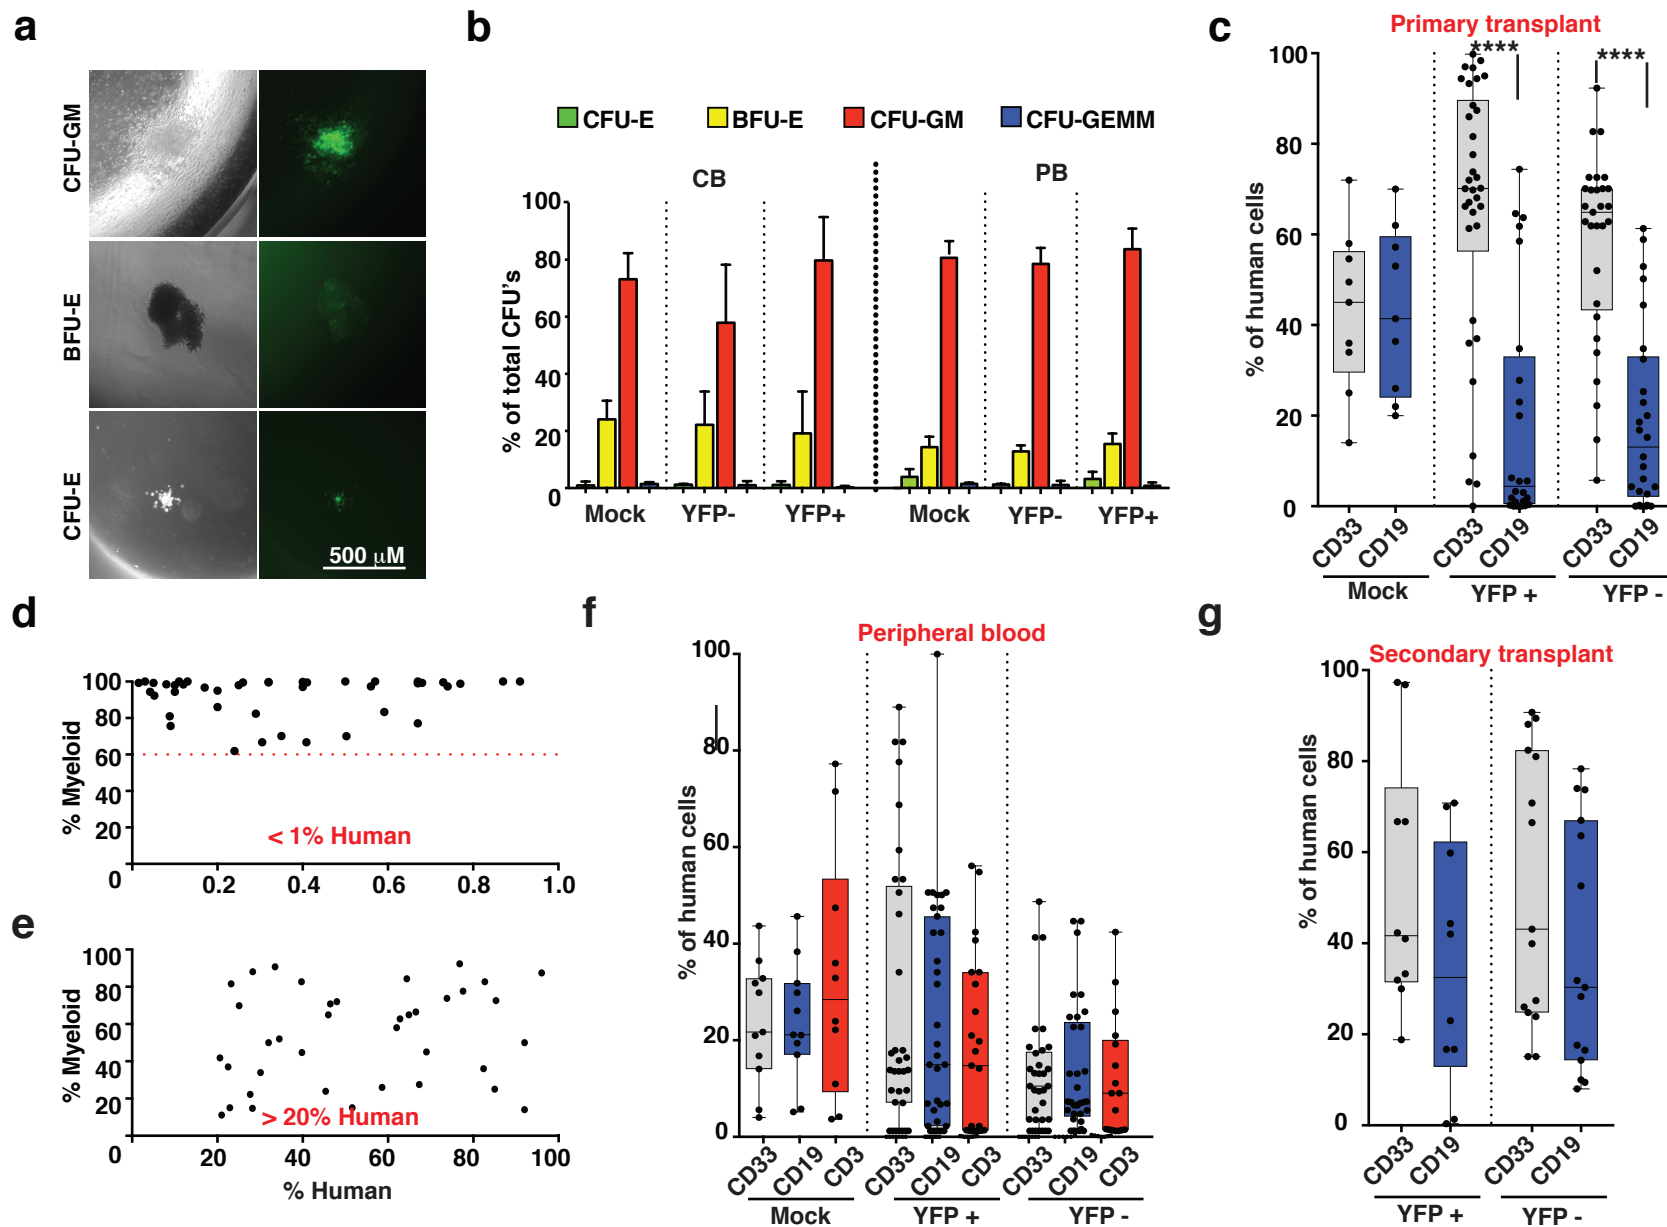 a
CFU-GM
BFU-E
CFU-E
500 µM
b
CFU-E BFU-E CFU-GM CFU-GEMM
CB PB
% of total CFU's
100
80
60
40
20
0
Mock YFP- YFP+ Mock YFP- YFP+
c
Primary transplant
**** ****
% of human cells
100
80
60
40
20
0
CD33 CD19 CD33 CD19 CD33 CD19
Mock YFP + YFP -
d
% Myeloid
100
80
60
40
20
0
< 1% Human
0.2 0.4 0.6 0.8 1.0
e
% Myeloid
100
80
60
40
20
0
> 20% Human
20 40 60 80 100
% Human
f
Peripheral blood
% of human cells
100
80
60
40
20
0
CD33 CD19 CD3 CD33 CD19 CD3 CD33 CD19 CD3
Mock YFP + YFP -
g
Secondary transplant
% of human cells
100
80
60
40
20
0
CD33 CD19 CD33 CD19
YFP + YFP -